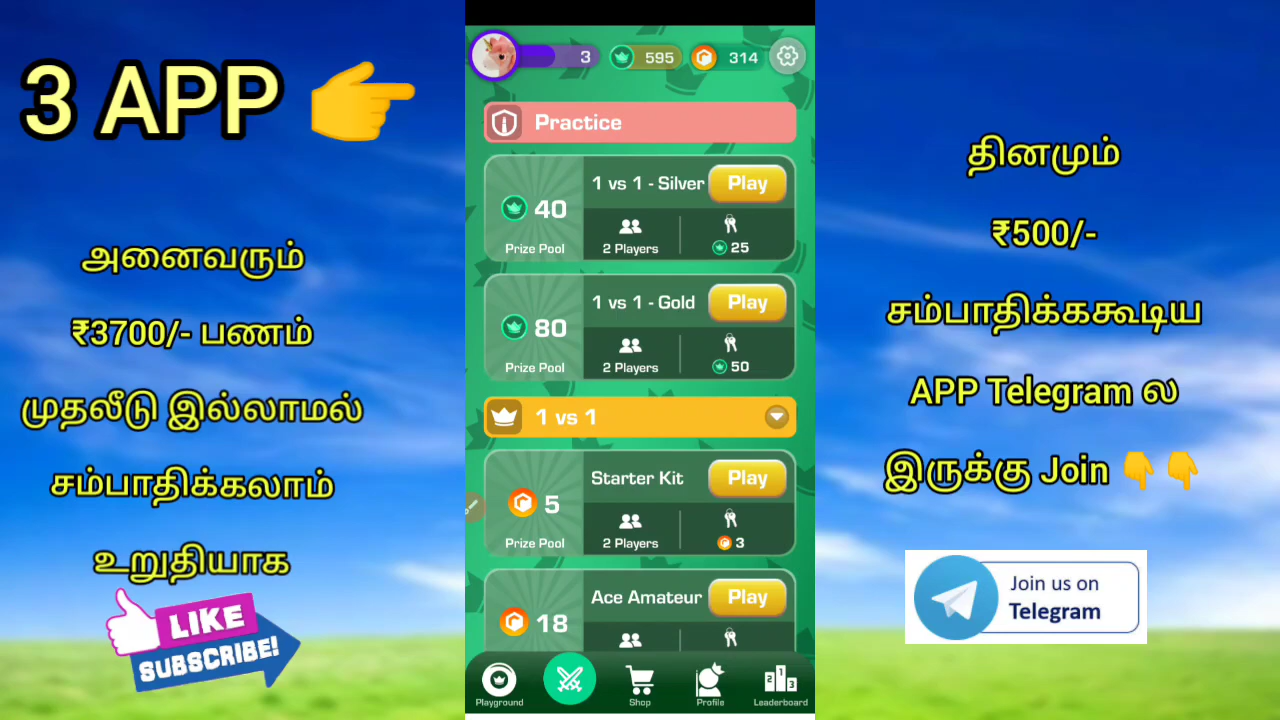 3 APP 👉
அனைவரும்
₹3700/- பணம்
முதலீடு இல்லாமல்
சம்பாதிக்கலாம்
உறுதியாக
LIKE
SUBSCRIBE!
3
595
314
Practice
1 vs 1 - Silver
Play
40
Prize Pool
2 Players
25
1 vs 1 - Gold
Play
80
Prize Pool
2 Players
50
1 vs 1
Starter Kit
Play
5
Prize Pool
2 Players
3
Ace Amateur
Play
18
Playground
Shop
Profile
Leaderboard
தினமும்
₹500/-
சம்பாதிக்ககூடிய
APP Telegram ல
இருக்கு Join 👇👇
Join us on
Telegram